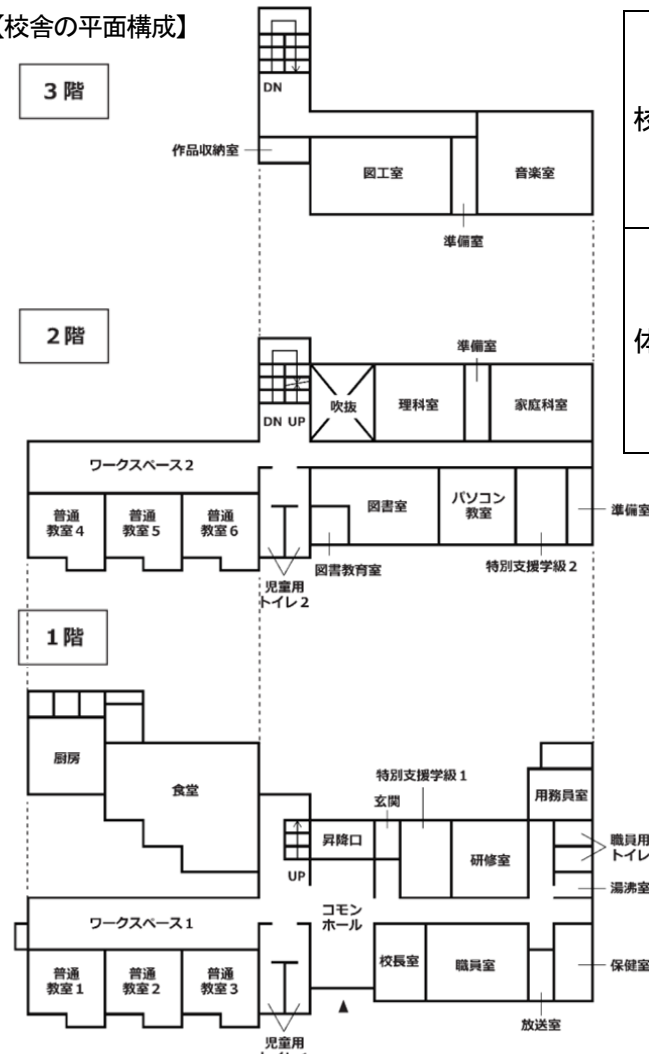 【校舎の平面構成】
3階
DN
作品収納室
図工室
音楽室
準備室
2階
準備室
吹抜
理科室
家庭科室
DN UP
ワークスペース2
普通
教室4
普通
教室5
普通
教室6
図書室
パソコン
教室
準備室
図書教育室
特別支援学級2
児童用
トイレ2
1階
厨房
食堂
特別支援学級1
玄関
用務員室
昇降口
研修室
職員用
トイレ
UP
湯沸室
コモン
ホール
ワークスペース1
普通
教室1
普通
教室2
普通
教室3
校長室
職員室
保健室
放送室
児童用